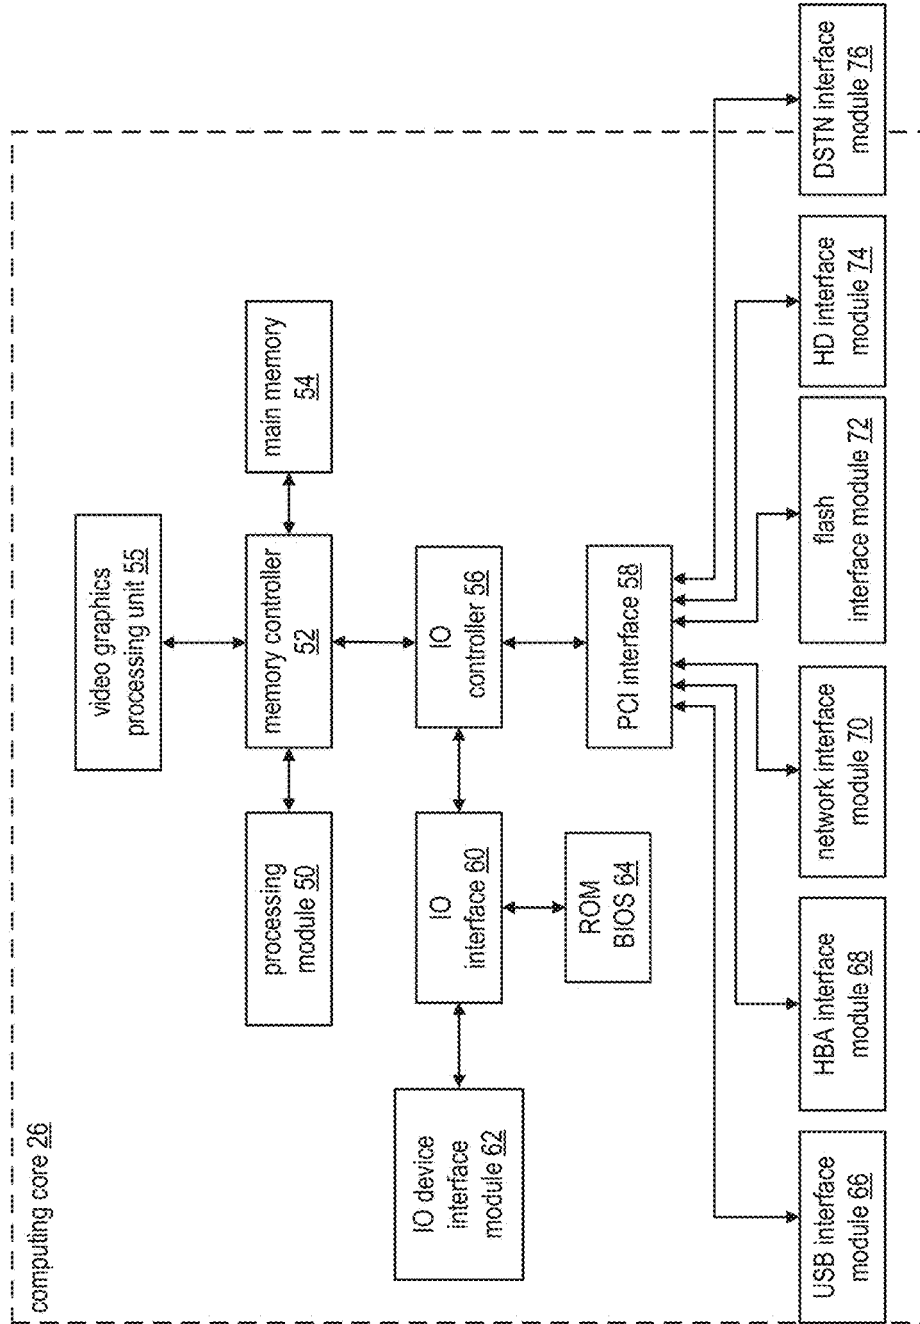 computing core 26
video graphics
processing unit 55
processing
module 50
memory controller
52
main memory
54
IO device
interface
module 62
IO
interface 60
IO
controller 56
ROM
BIOS 64
PCI interface 58
USB interface
module 66
HBA interface
module 68
network interface
module 70
flash
interface module 72
HD interface
module 74
DSTN interface
module 76